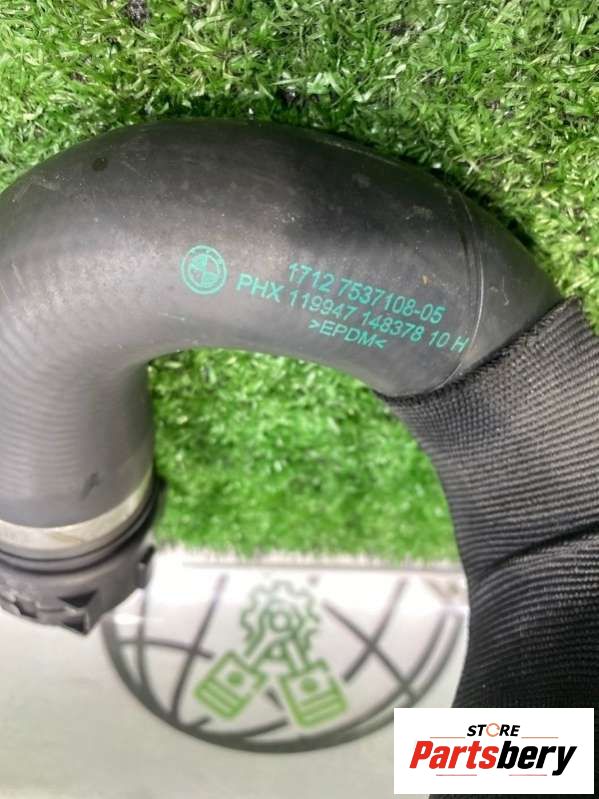 1712 7537108-05
PHX 119947 148378 10 H
>EPDM<
STORE
Partsbery